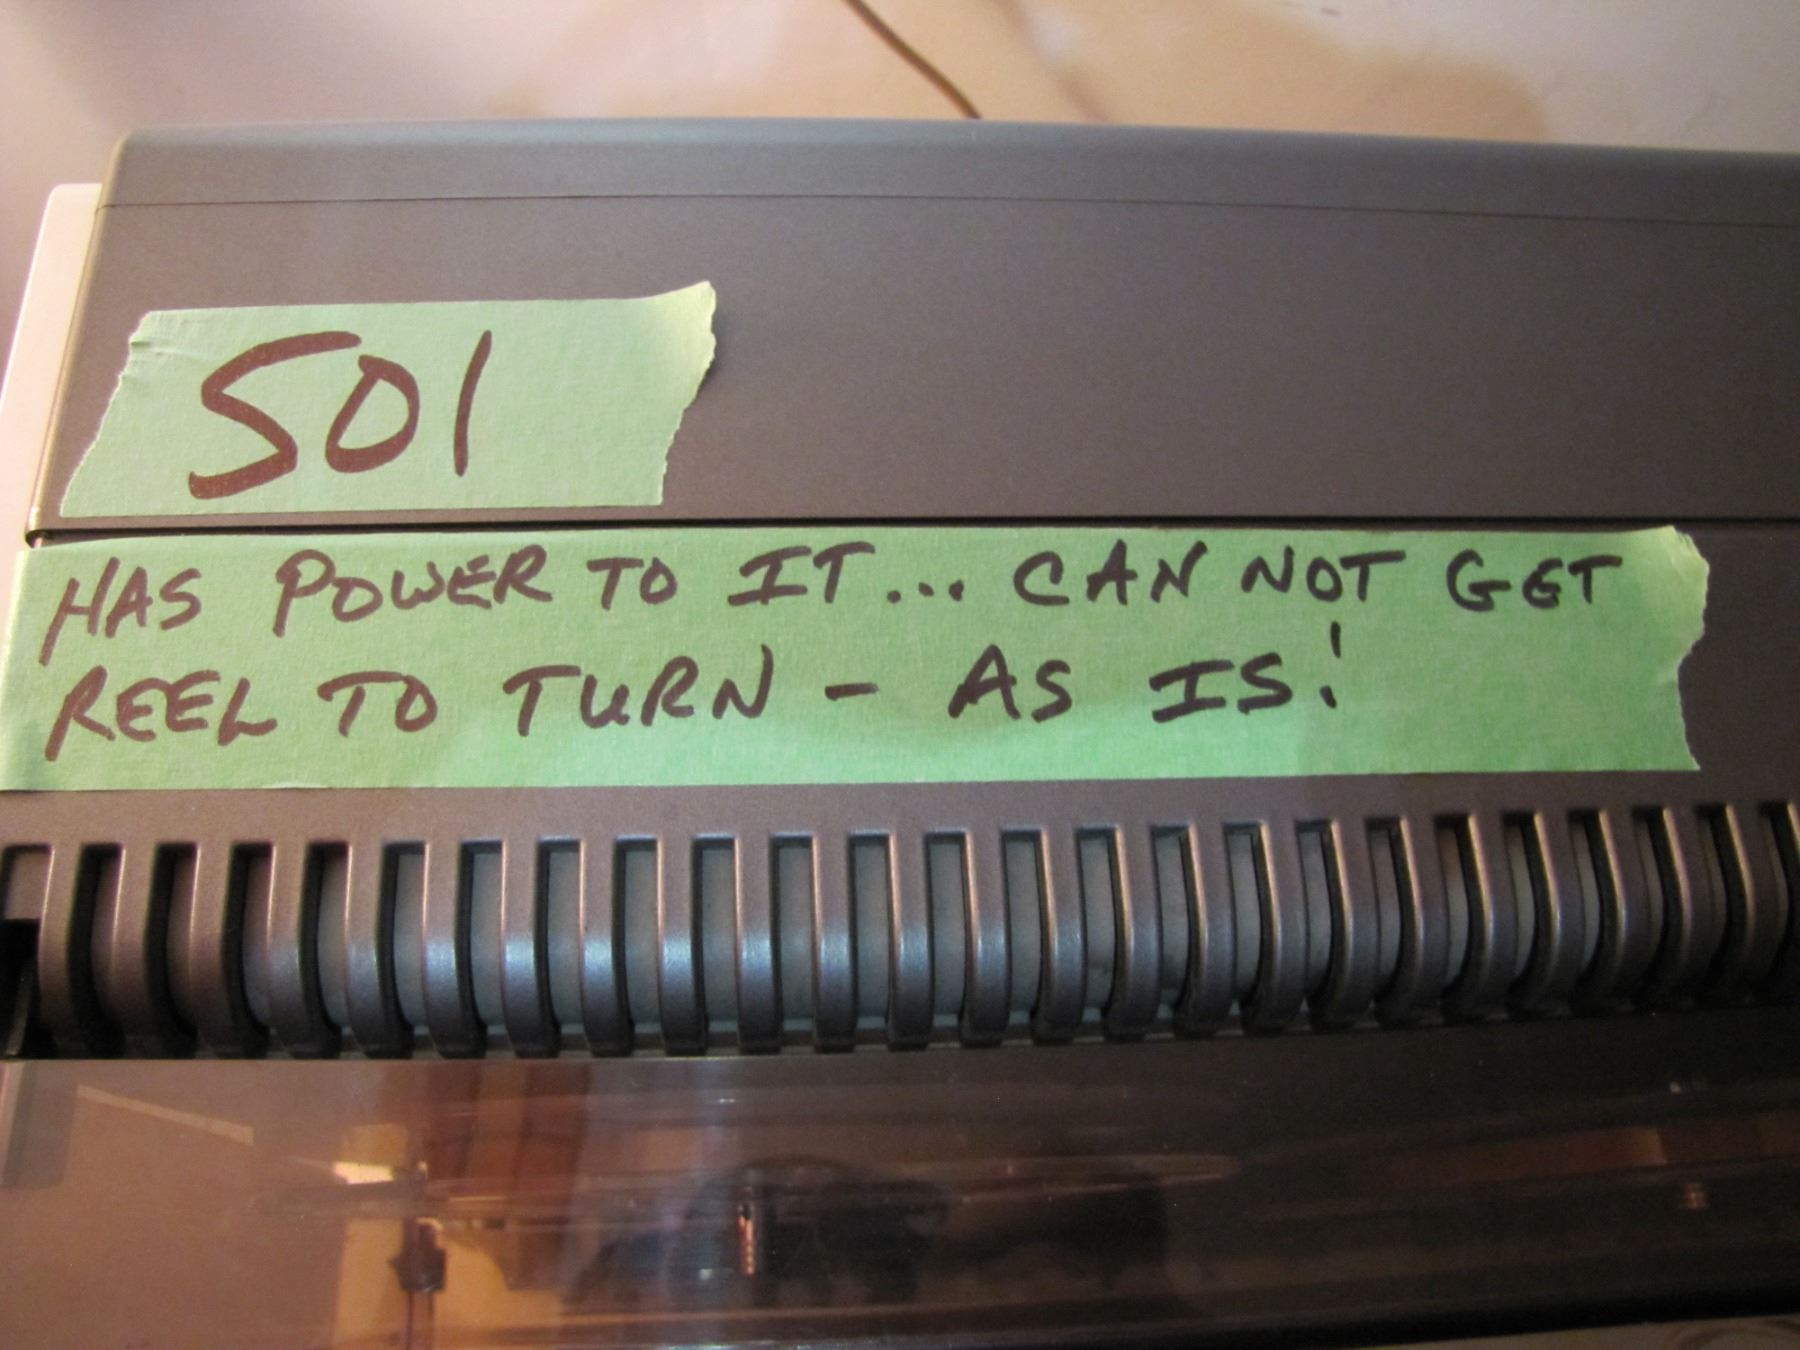 501
HAS POWER TO IT... CAN NOT GET
REEL TO TURN - AS IS!